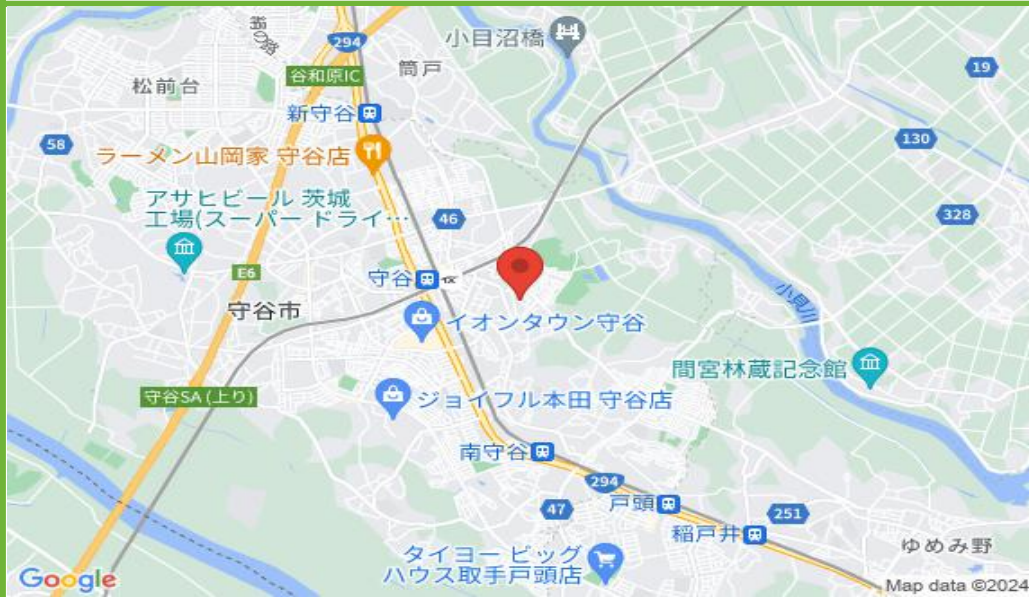 294
小目沼橋
谷和原IC
筒戸
19
松前台
新守谷
58
130
ラーメン山岡家 守谷店
アサヒビール 茨城
工場(スーパー ドライ…
46
328
守谷
E6
守谷市
イオンタウン守谷
小貝川
間宮林蔵記念館
守谷SA (上り)
ジョイフル本田 守谷店
南守谷
294
戸頭
47
251
稲戸井
ゆめみ野
タイヨー ビッグ
ハウス取手戸頭店
Google
Map data ©2024